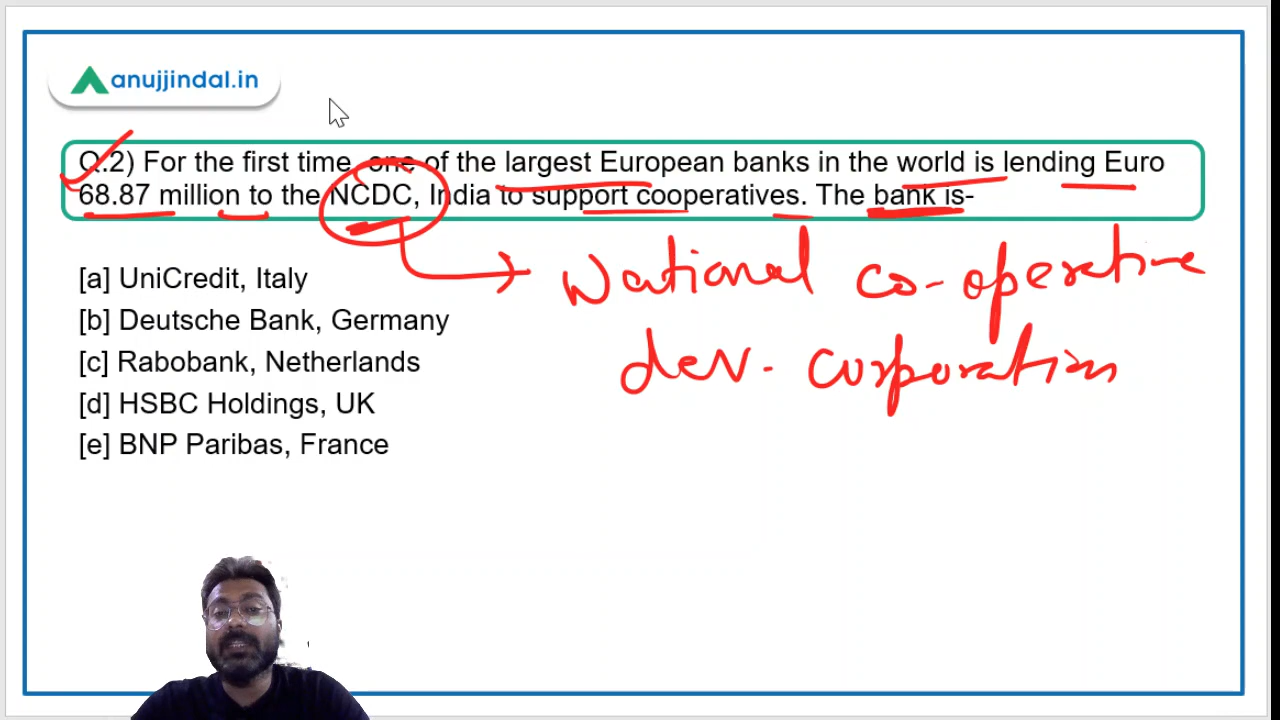 anujjindal.in
Q.2) For the first time, one of the largest European banks in the world is lending Euro
68.87 million to the NCDC, India to support cooperatives. The bank is-
National co-operative
dev. corporation
[a] UniCredit, Italy
[b] Deutsche Bank, Germany
[c] Rabobank, Netherlands
[d] HSBC Holdings, UK
[e] BNP Paribas, France